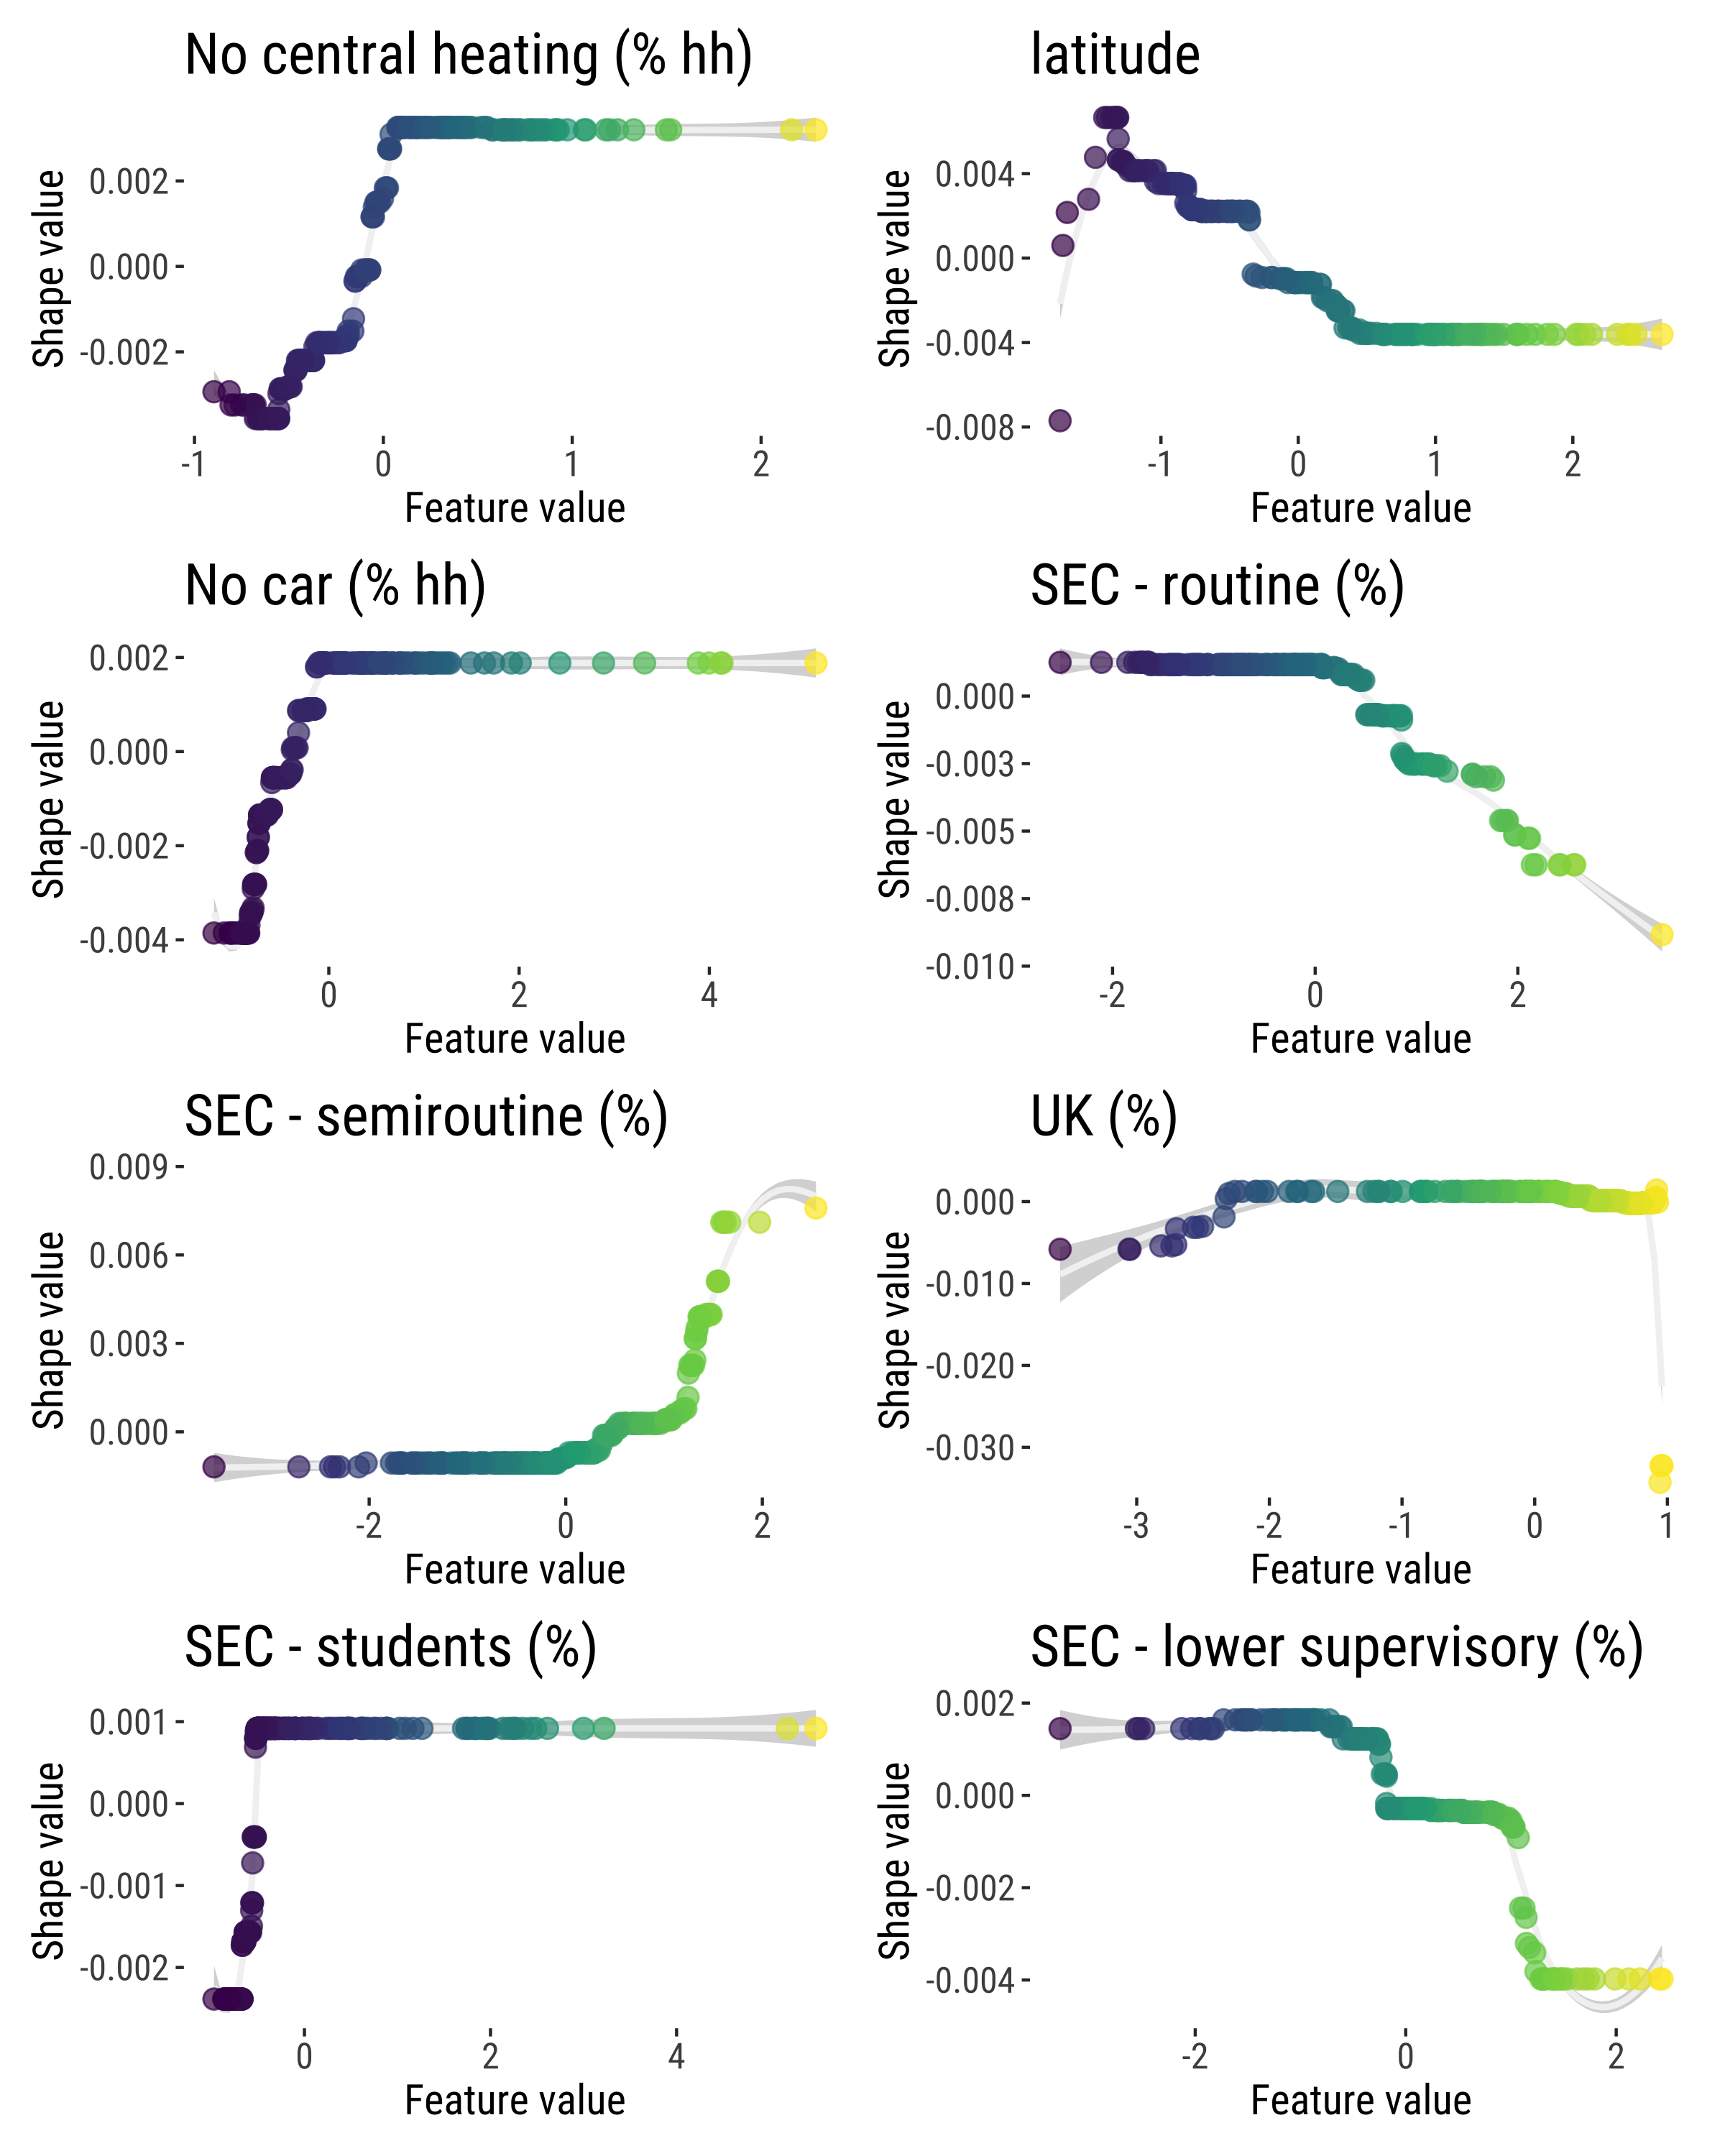 No central heating (% hh)
Shape value
0.002
0.000
-0.002
-1 0 1 2
Feature value
latitude
Shape value
0.004
0.000
-0.004
-0.008
-1 0 1 2
Feature value
No car (% hh)
Shape value
0.002
0.000
-0.002
-0.004
0 2 4
Feature value
SEC - routine (%)
Shape value
0.000
-0.003
-0.005
-0.008
-0.010
-2 0 2
Feature value
SEC - semiroutine (%)
Shape value
0.009
0.006
0.003
0.000
-2 0 2
Feature value
UK (%)
Shape value
0.000
-0.010
-0.020
-0.030
-3 -2 -1 0 1
Feature value
SEC - students (%)
Shape value
0.001
0.000
-0.001
-0.002
0 2 4
Feature value
SEC - lower supervisory (%)
Shape value
0.002
0.000
-0.002
-0.004
-2 0 2
Feature value